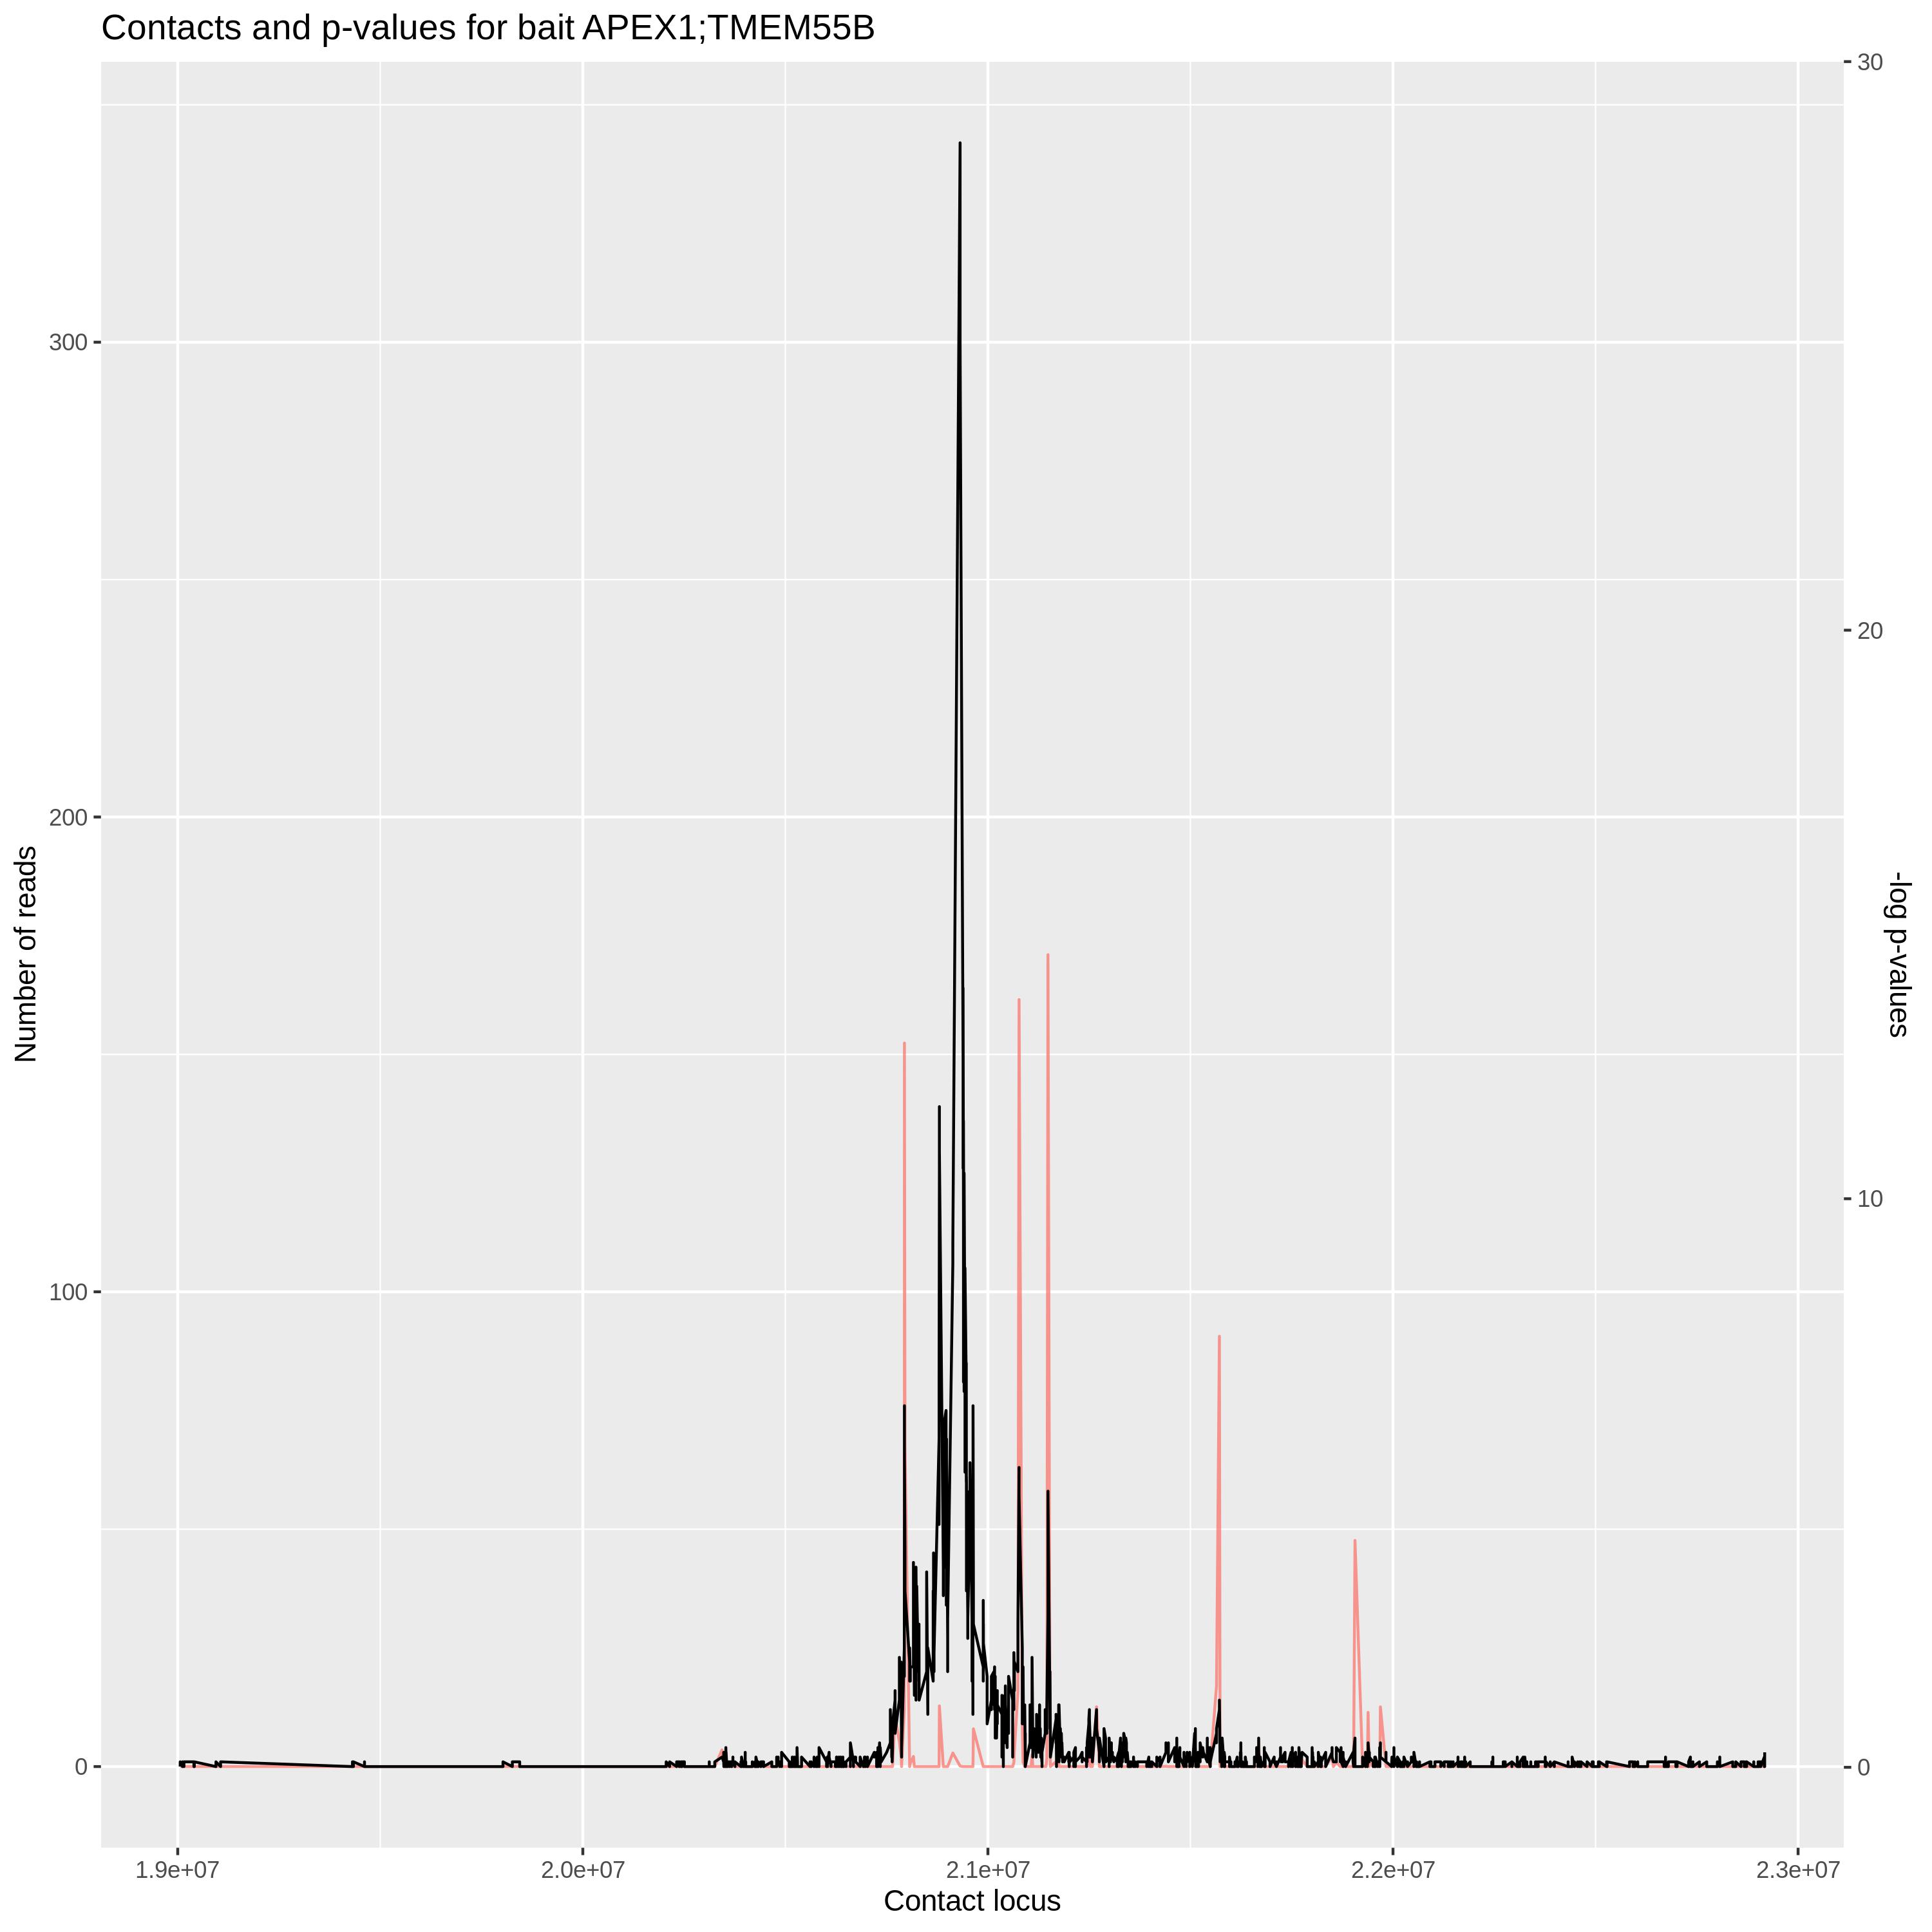 Contacts and p-values for bait APEX1;TMEM55B
30
300
20
200
Number of reads
-log p-values
10
100
0
0
1.9e+07 2.0e+07 2.1e+07 2.2e+07 2.3e+07
Contact locus